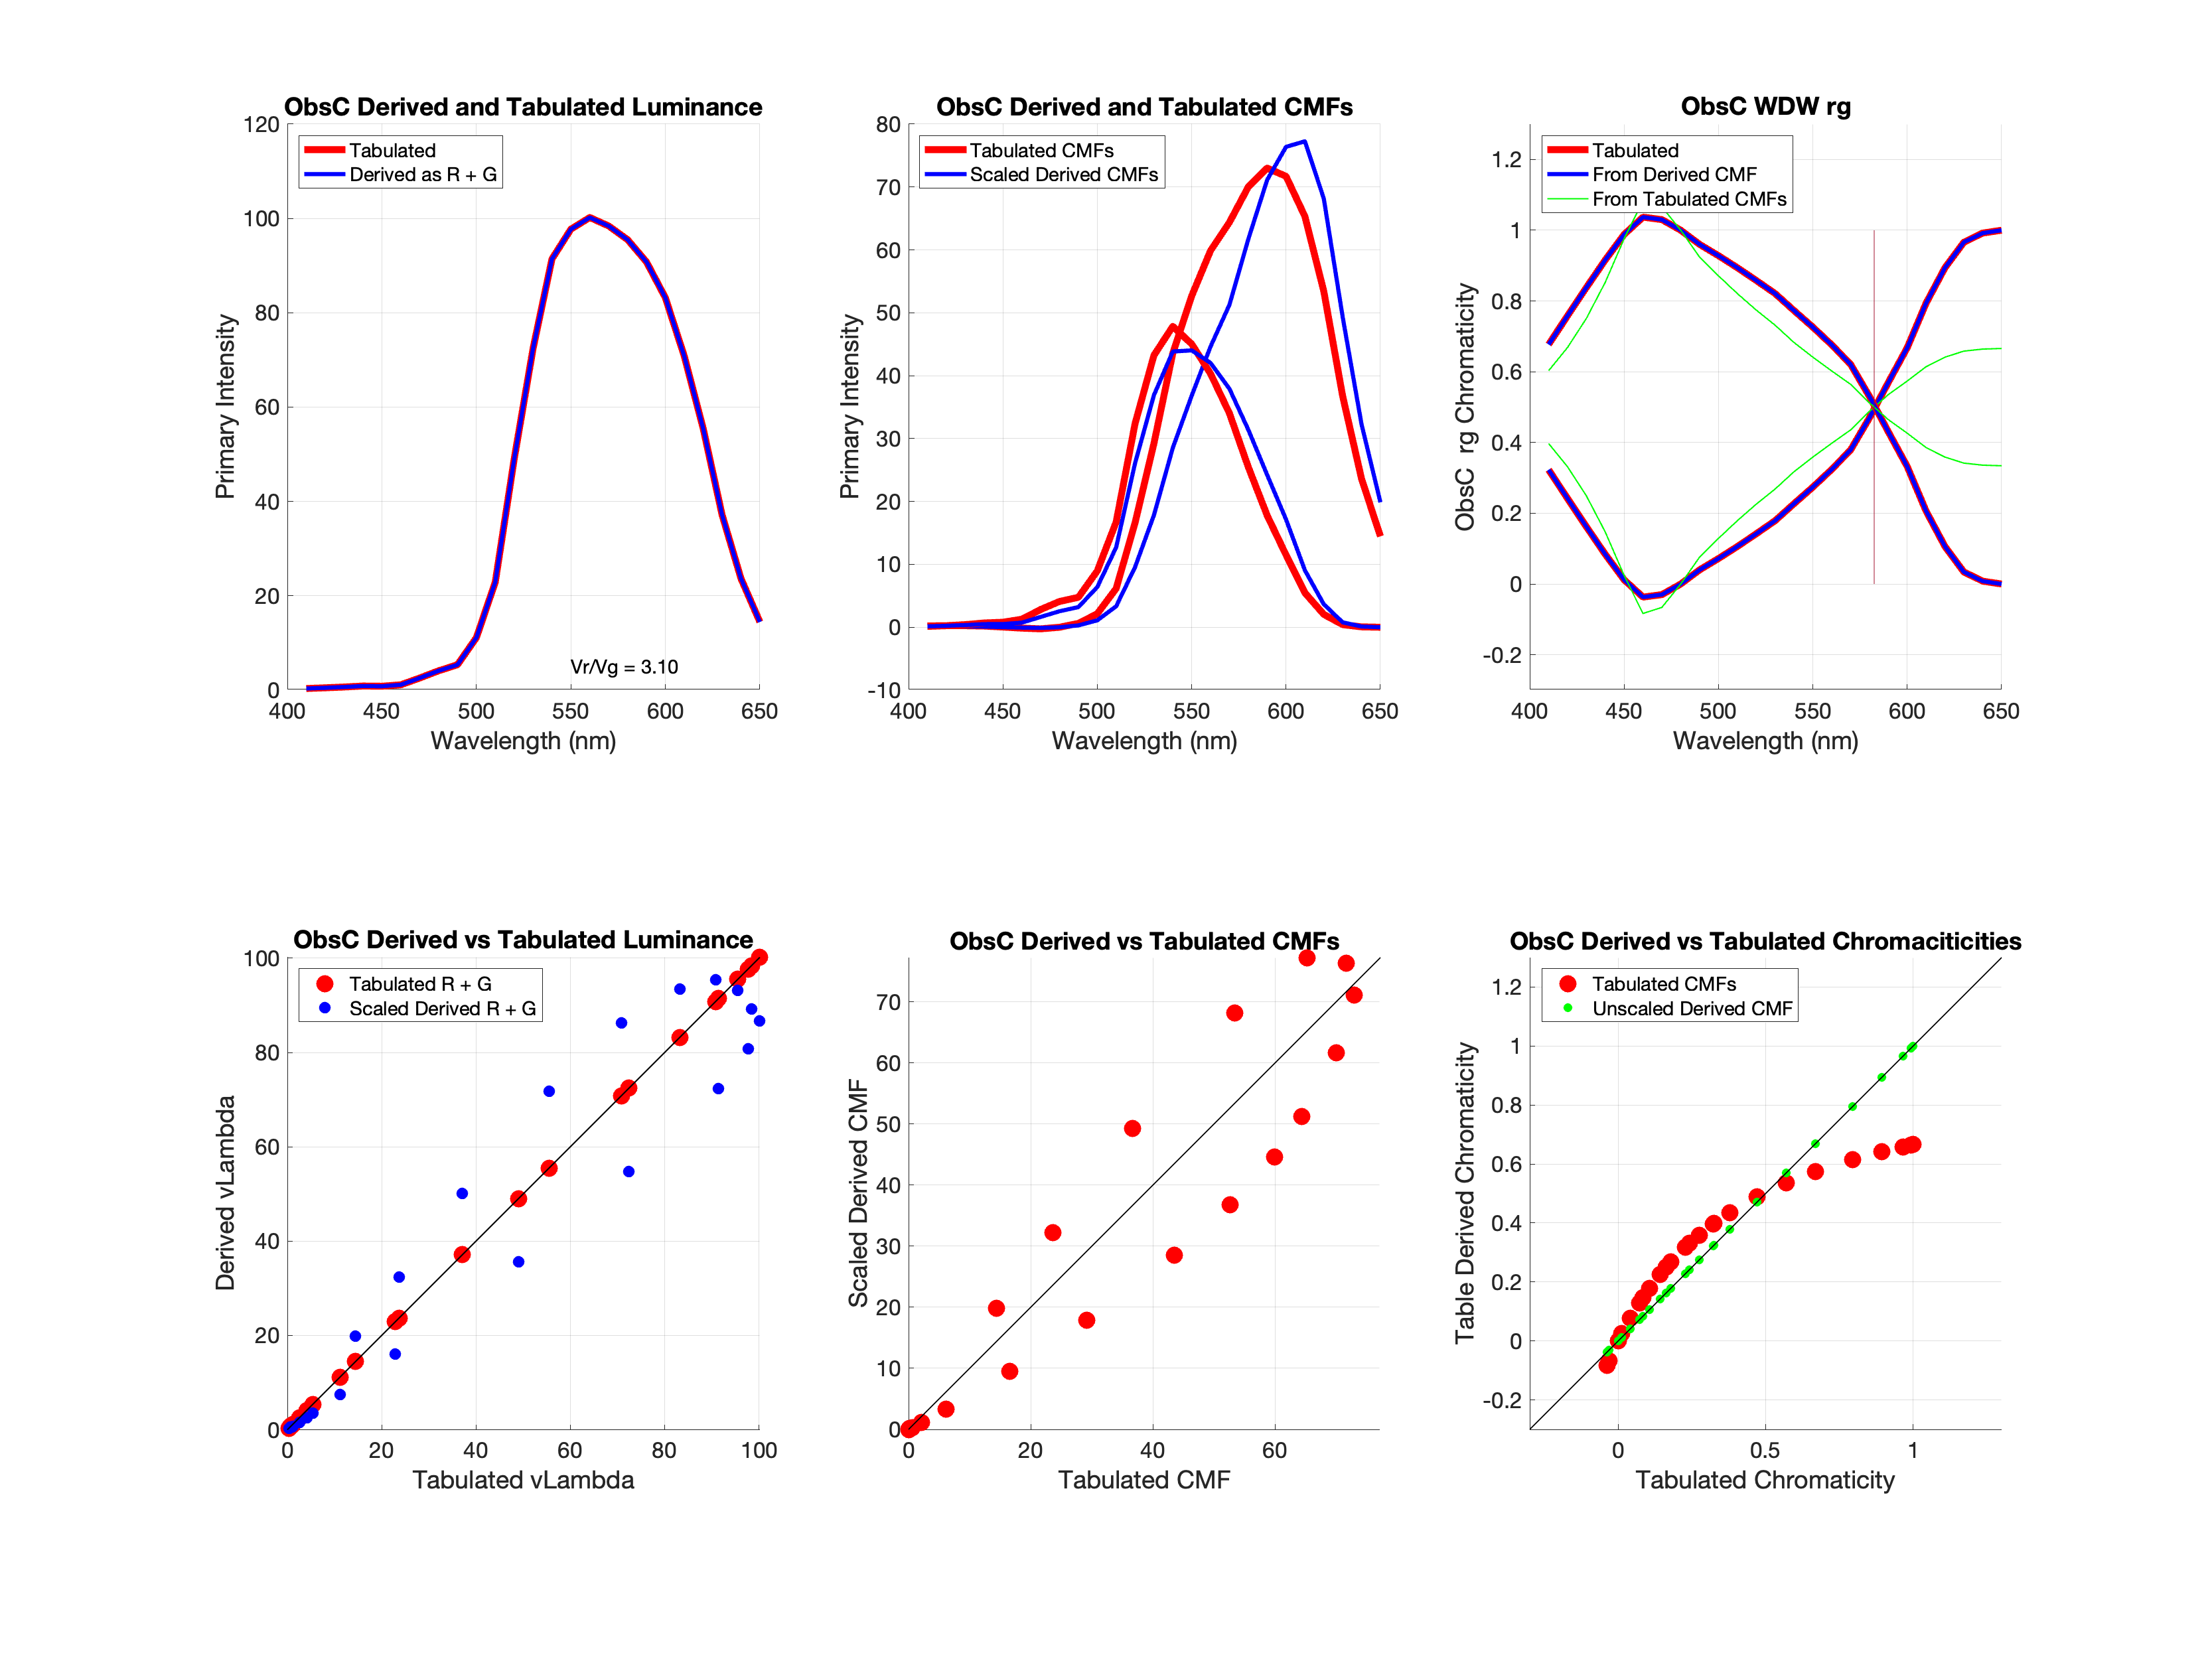 ObsC Derived and Tabulated Luminance
120
100
80
60
40
20
0
400
450
500
550
600
650
Primary Intensity
Wavelength (nm)
Tabulated
Derived as R + G
Vr/Vg = 3.10
ObsC Derived and Tabulated CMFs
80
70
60
50
40
30
20
10
0
-10
400
450
500
550
600
650
Primary Intensity
Wavelength (nm)
Tabulated CMFs
Scaled Derived CMFs
ObsC WDW rg
1.2
1
0.8
0.6
0.4
0.2
0
-0.2
400
450
500
550
600
650
ObsC rg Chromaticity
Wavelength (nm)
Tabulated
From Derived CMF
From Tabulated CMFs
ObsC Derived vs Tabulated Luminance
100
80
60
40
20
0
0
20
40
60
80
100
Derived vLambda
Tabulated vLambda
Tabulated R + G
Scaled Derived R + G
ObsC Derived vs Tabulated CMFs
70
60
50
40
30
20
10
0
0
20
40
60
Scaled Derived CMF
Tabulated CMF
ObsC Derived vs Tabulated Chromaciticities
1.2
1
0.8
0.6
0.4
0.2
0
-0.2
0
0.5
1
Table Derived Chromaticity
Tabulated Chromaticity
Tabulated CMFs
Unscaled Derived CMF